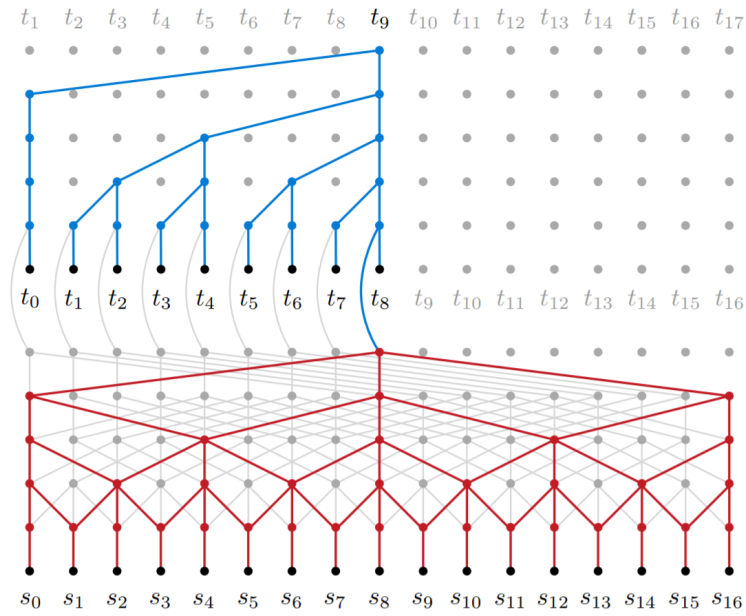 t₁ t₂ t₃ t₄ t₅ t₆ t₇ t₈ t₉ t₁₀ t₁₁ t₁₂ t₁₃ t₁₄ t₁₅ t₁₆ t₁₇
t₀ t₁ t₂ t₃ t₄ t₅ t₆ t₇ t₈ t₉ t₁₀ t₁₁ t₁₂ t₁₃ t₁₄ t₁₅ t₁₆
s₀ s₁ s₂ s₃ s₄ s₅ s₆ s₇ s₈ s₉ s₁₀ s₁₁ s₁₂ s₁₃ s₁₄ s₁₅ s₁₆